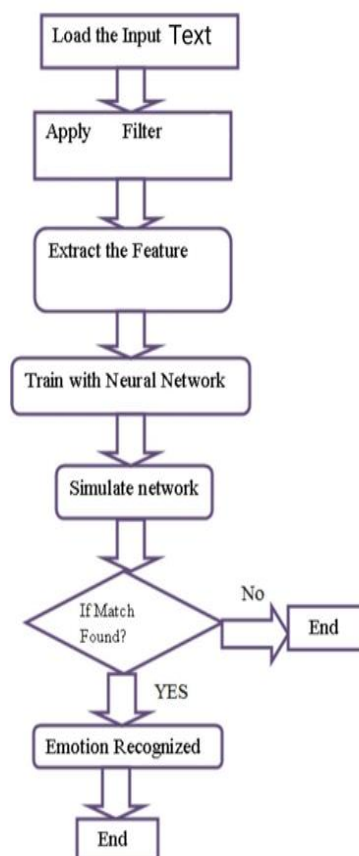 Load the Input Text
Apply Filter
Extract the Feature
Train with Neural Network
Simulate network
If Match
Found?
No
End
YES
Emotion Recognized
End